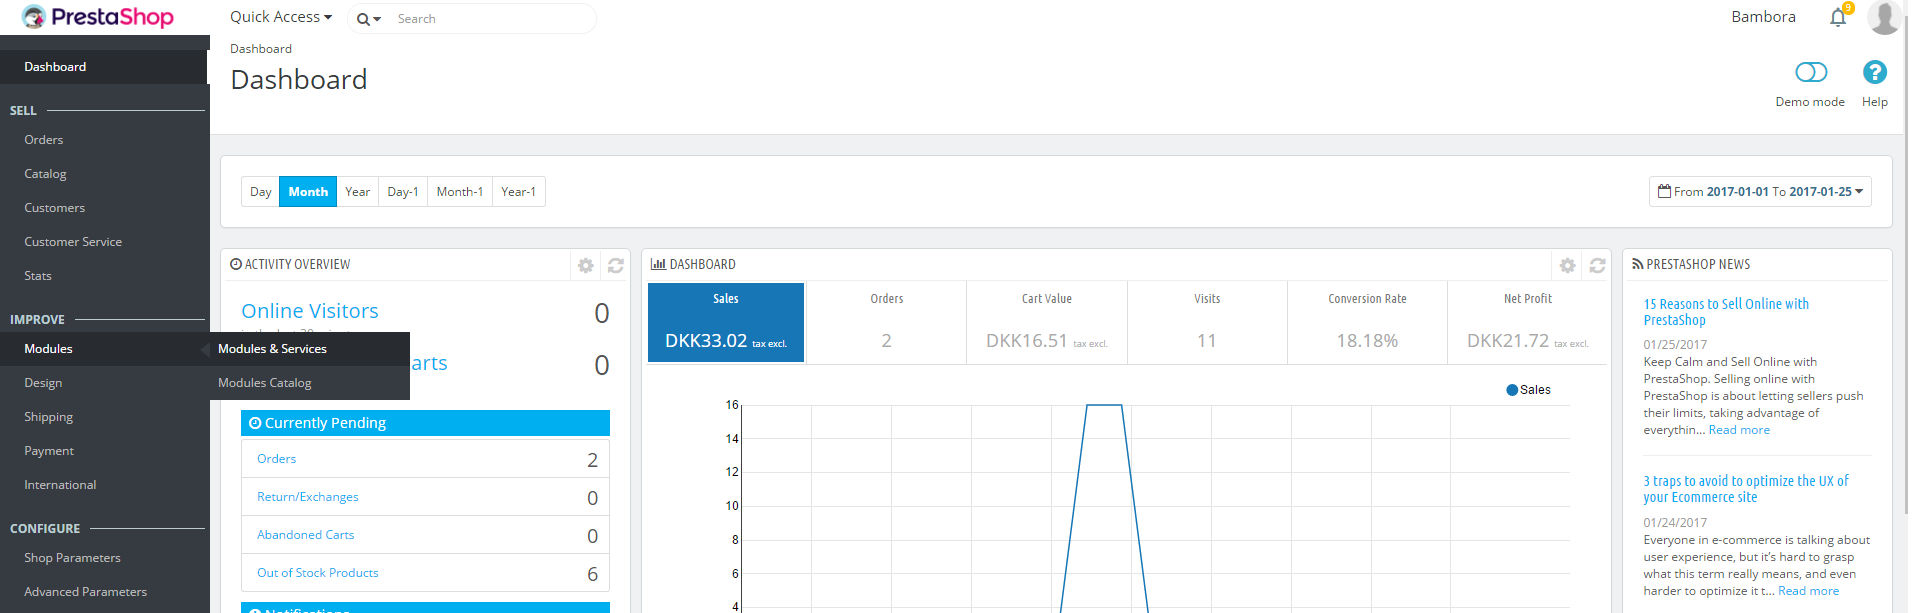 PrestaShop
Quick Access
Search
Bambora
9
Dashboard
Dashboard
Demo mode
Help
Dashboard
SELL
Orders
Catalog
Customers
Customer Service
Stats
IMPROVE
Modules
Modules & Services
Modules Catalog
Design
Shipping
Payment
International
CONFIGURE
Shop Parameters
Advanced Parameters
Day Month Year Day-1 Month-1 Year-1
From 2017-01-01 To 2017-01-25
ACTIVITY OVERVIEW
Online Visitors 0
arts 0
Currently Pending
Orders 2
Return/Exchanges 0
Abandoned Carts 0
Out of Stock Products 6
Notifications
DASHBOARD
Sales
DKK33.02 tax excl.
Orders
2
Cart Value
DKK16.51 tax excl.
Visits
11
Conversion Rate
18.18%
Net Profit
DKK21.72 tax excl.
Sales
16
14
12
10
8
6
4
PRESTASHOP NEWS
15 Reasons to Sell Online with
PrestaShop
01/25/2017
Keep Calm and Sell Online with
PrestaShop. Selling online with
PrestaShop is about letting sellers push
their limits, taking advantage of
everythin... Read more
3 traps to avoid to optimize the UX of
your Ecommerce site
01/24/2017
Everyone in e-commerce is talking about
user experience, but it's hard to grasp
what this term really means, and even
harder to optimize it t... Read more